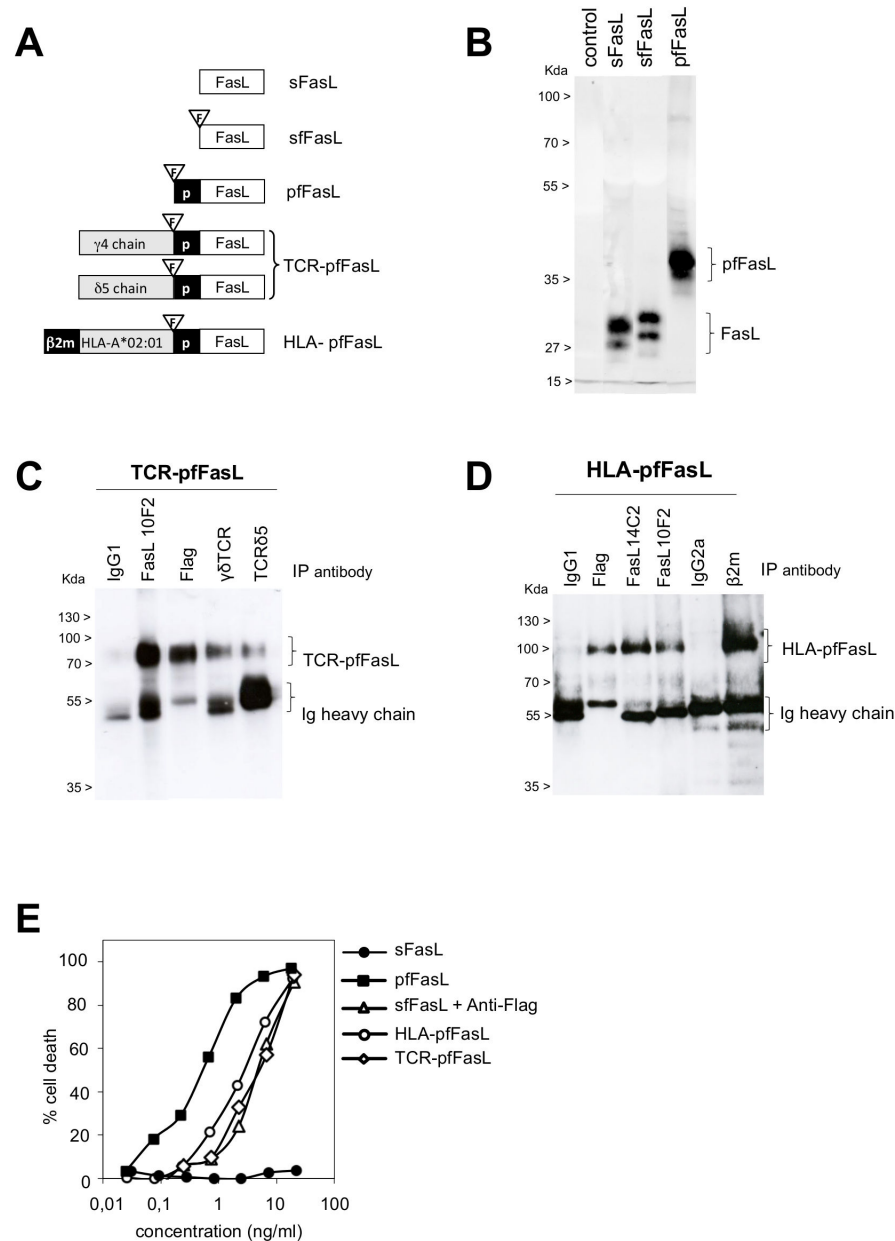 A
FasL sFasL
F
FasL sfFasL
F
p FasL pfFasL
F
γ4 chain p FasL
TCR-pfFasL
F
δ5 chain p FasL
F
β2m HLA-A*02:01 p FasL HLA- pfFasL
B
control sFasL sfFasL pfFasL
Kda
100 >
70 >
55 >
pfFasL
35 >
FasL
27 >
15 >
C
TCR-pfFasL
IgG1 FasL 10F2 Flag γδTCR TCRδ5 IP antibody
Kda
130 >
100 >
70 >
TCR-pfFasL
55 >
Ig heavy chain
35 >
D
HLA-pfFasL
IgG1 Flag FasL14C2 FasL10F2 IgG2a β2m IP antibody
Kda
130 >
100 >
HLA-pfFasL
70 >
55 >
Ig heavy chain
35 >
E
100
80
60
40
20
0
% cell death
0,01 0,1 1 10 100
concentration (ng/ml)
sFasL
pfFasL
sfFasL + Anti-Flag
HLA-pfFasL
TCR-pfFasL